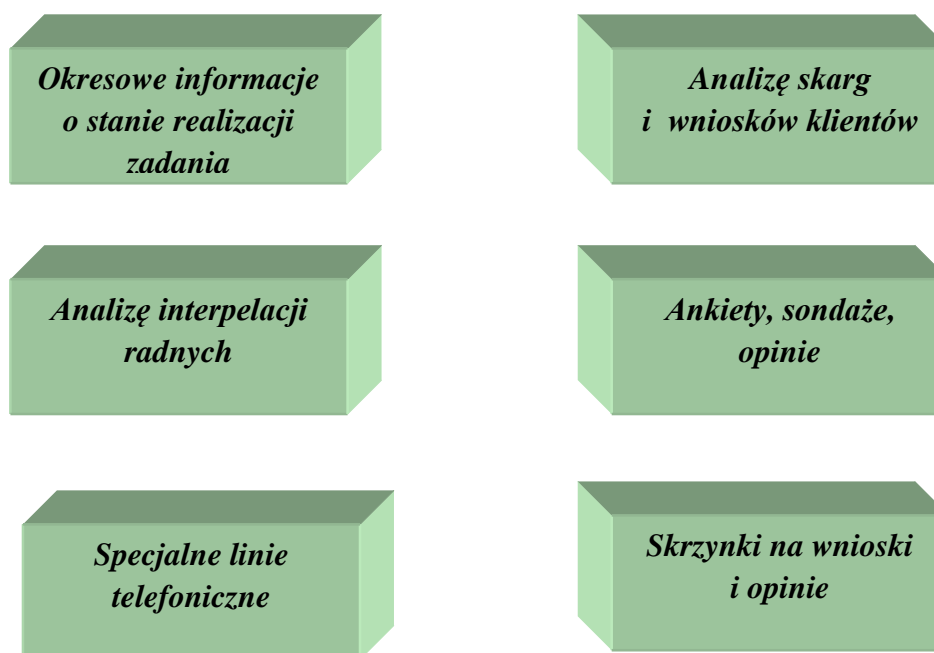 Okresowe informacje
o stanie realizacji
zadania
Analizę skarg
i wniosków klientów
Analizę interpelacji
radnych
Ankiety, sondaże,
opinie
Specjalne linie
telefoniczne
Skrzynki na wnioski
i opinie